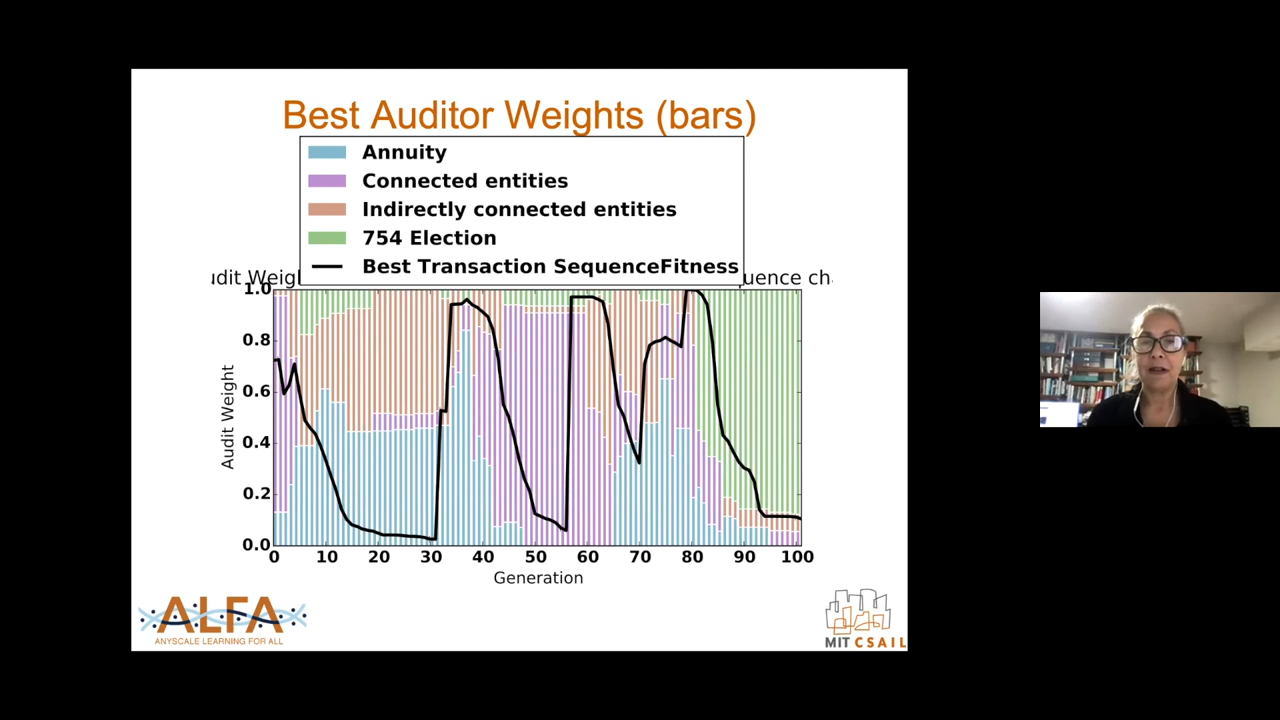 Best Auditor Weights (bars)
Annuity
Connected entities
Indirectly connected entities
754 Election
Best Transaction SequenceFitness
1.0
0.8
0.6
0.4
0.2
0.0
Audit Weight
0 10 20 30 40 50 60 70 80 90 100
Generation
ALFA
ANYSCALE LEARNING FOR ALL
MIT CSAIL